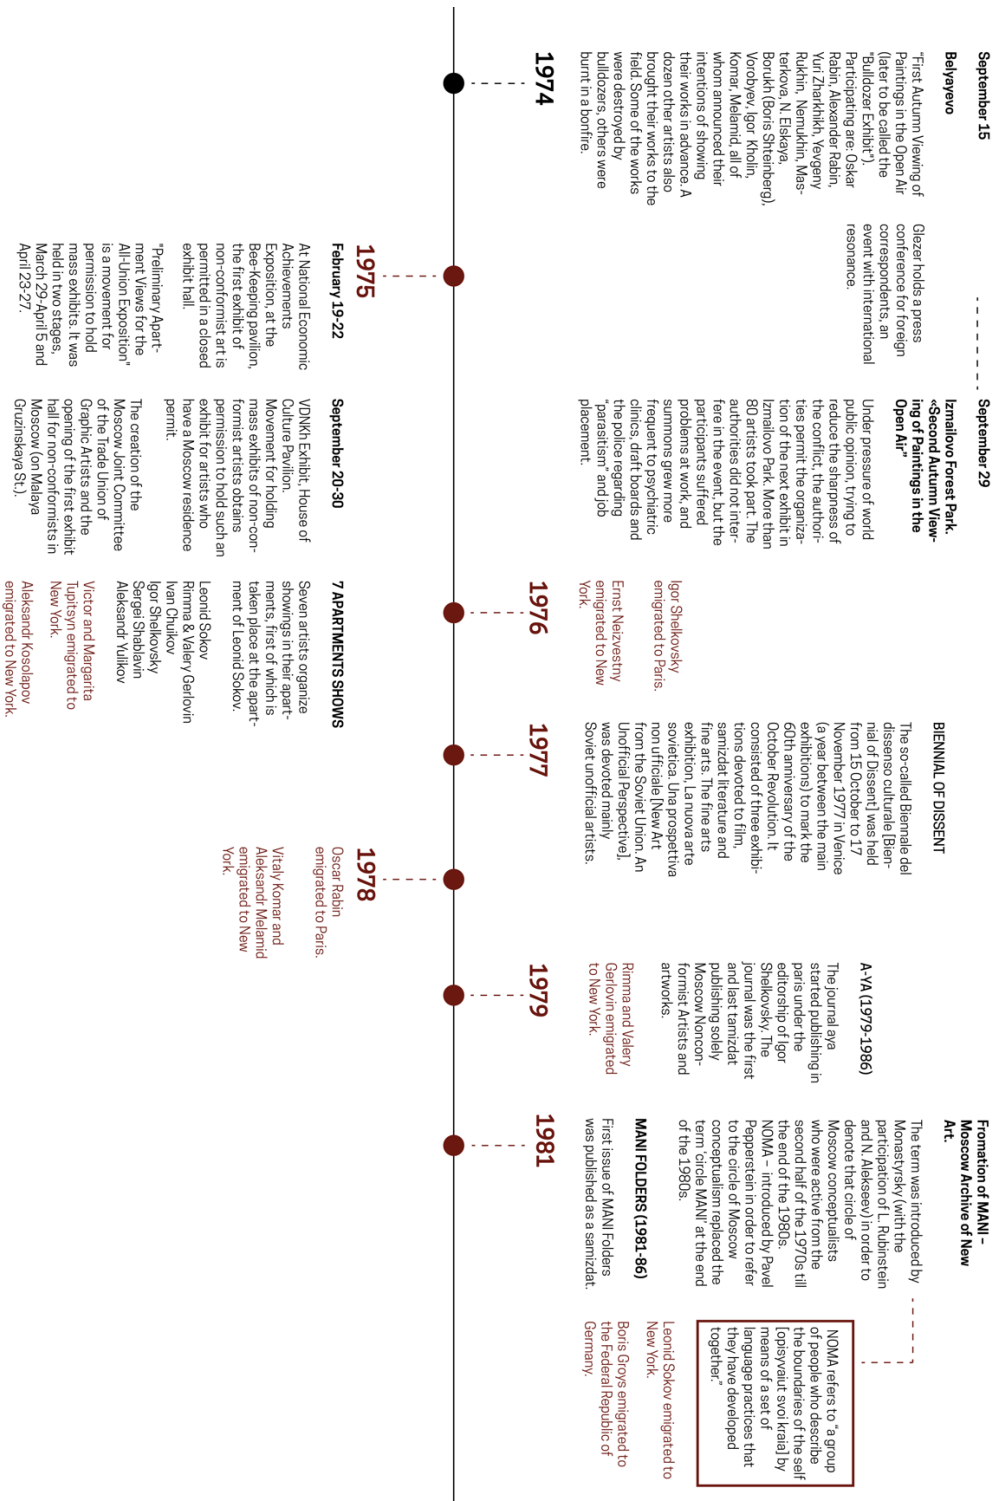 September 15
Belyayevo
"First Autumn Viewing of
Paintings in the Open Air
(later to be called the
"Bulldozer Exhibit").
Participating are: Oskar
Rabin, Alexander Rabin,
Yuri Zharkhikh, Yevgeny
Rukhin, Nemukhin, Mas-
terkova, N. Elskaya,
Borukh (Boris Shteinberg),
Vorobyev, Igor Kholin,
Komar, Melamid, all of
whom announced their
intentions of showing
their works in advance. A
dozen other artists also
brought their works to the
field. Some of the works
were destroyed by
bulldozers, others were
burnt in a bonfire.
1974
Glezer holds a press
conference for foreign
correspondents, an
event with international
resonance.
September 29
Izmailovo Forest Park.
«Second Autumn View-
ing of Paintings in the
Open Air"
Under pressure of world
public opinion, trying to
reduce the sharpness of
the conflict, the authori-
ties permit the organiza-
tion of the next exhibit in
Izmailovo Park. More than
80 artists took part. The
authorities did not inter-
fere in the event, but the
participants suffered
problems at work, and
summons grew more
frequent to psychiatric
clinics, draft boards and
the police regarding
"parasitism" and job
placement.
1975
February 19-22
At National Economic
Achievements
Exposition, at the
Bee-Keeping pavilion,
the first exhibit of
non-conformist art is
permitted in a closed
exhibit hall.
"Preliminary Apart-
ment Views for the
All-Union Exposition"
is a movement for
permission to hold
mass exhibits. It was
held in two stages,
March 29-April 5 and
April 23-27.
September 20-30
VDNKh Exhibit, House of
Culture Pavilion.
Movement for holding
mass exhibits of non-con-
formist artists obtains
permission to hold such an
exhibit for artists who
have a Moscow residence
permit.
The creation of the
Moscow Joint Committee
of the Trade Union of
Graphic Artists and the
opening of the first exhibit
hall for non-conformists in
Moscow (on Malaya
Gruzinskaya St.).
1976
Igor Shelkovsky
emigrated to Paris.
Ernst Neizvestny
emigrated to New
York.
7 APARTMENTS SHOWS
Seven artists organize
showings in their apart-
ments, first of which is
taken place at the apart-
ment of Leonid Sokov.
Leonid Sokov
Rimma & Valery Gerlovin
Ivan Chuikov
Igor Shelkovsky
Sergei Shablavin
Aleksandr Yulikov
Victor and Margarita
Tupitsyn emigrated to
New York.
Aleksandr Kosolapov
emigrated to New York.
BIENNIAL OF DISSENT
The so-called Biennale del
dissenso culturale [Bien-
nial of Dissent] was held
from 15 October to 17
November 1977 in Venice
(a year between the main
exhibitions) to mark the
60th anniversary of the
October Revolution. It
consisted of three exhibi-
tions devoted to film,
samizdat literature and
fine arts. The fine arts
exhibition, La nuova arte
sovietica. Una prospettiva
non ufficiale [New Art
from the Soviet Union. An
Unofficial Perspective],
was devoted mainly
Soviet unofficial artists.
1977
1978
Oscar Rabin
emigrated to Paris.
Vitaly Komar and
Aleksandr Melamid
emigrated to New
York.
A-YA (1979-1986)
The journal aya
started publishing in
paris under the
editorship of Igor
Shelkovsky. The
journal was the first
and last tamizdat
publishing solely
Moscow Noncon-
formist Artists and
artworks.
Rimma and Valery
Gerlovin emigrated
to New York.
1979
Fromation of MANI –
Moscow Archive of New
Art.
The term was introduced by
Monastyrsky (with the
participation of L. Rubinstein
and N. Alekseev) in order to
denote that circle of
Moscow conceptualists
who were active from the
second half of the 1970s till
the end of the 1980s.
NOMA – introduced by Pavel
Pepperstein in order to refer
to the circle of Moscow
conceptualism replaced the
term 'circle MANI' at the end
of the 1980s.
MANI FOLDERS (1981-86)
First issue of MANI Folders
was published as a samizdat.
1981
NOMA refers to "a group
of people who describe
the boundaries of the self
[opisyvaiut svoi kraia] by
means of a set of
language practices that
they have developed
together."
Leonid Sokov emigrated to
New York.
Boris Groys emigrated to
the Federal Republic of
Germany.